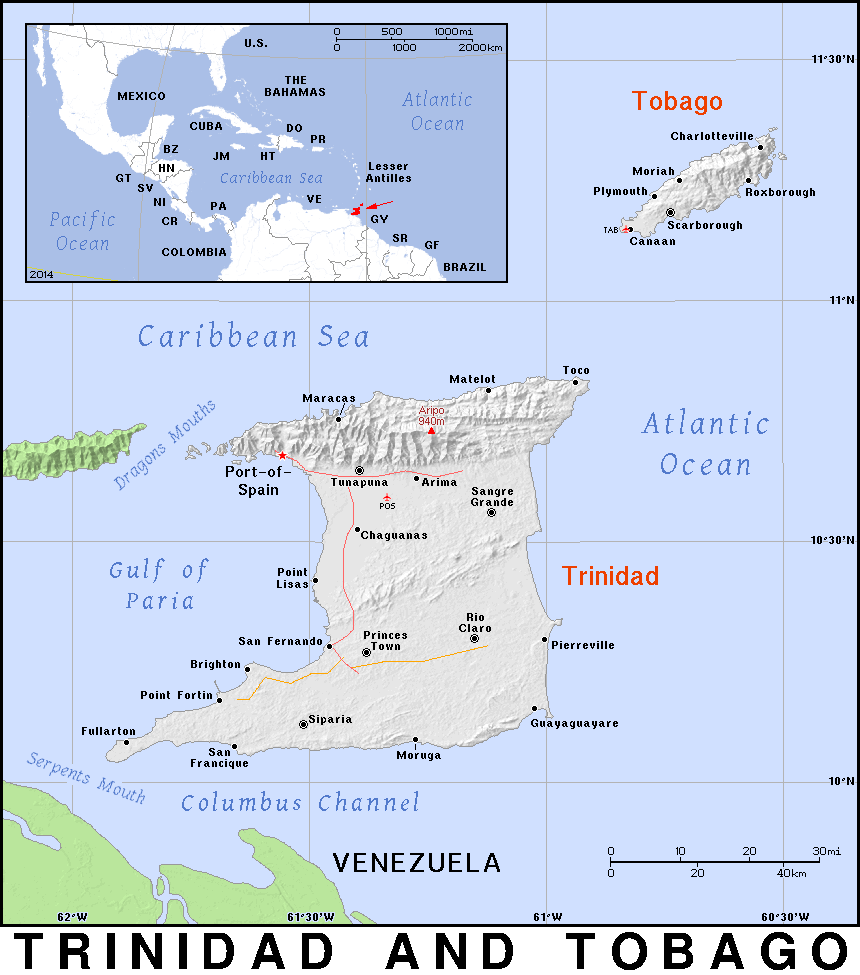 0 500 1000mi
0 1000 2000km
U.S.
THE
BAHAMAS
MEXICO
Atlantic
Ocean
CUBA
DO
PR
BZ
JM
HT
HN
Lesser
Antilles
GT
SV
Caribbean Sea
NI
PA
VE
Pacific
Ocean
CR
GY
COLOMBIA
SR
GF
BRAZIL
2014
11°30'N
Tobago
Charlotteville
Moriah
Plymouth
Roxborough
Scarborough
TAB
Canaan
11°N
Caribbean Sea
Toco
Matelot
Maracas
Aripo
940m
Dragons Mouths
Atlantic
Ocean
Port-of-
Spain
Tunapuna
Arima
Sangre
Grande
POS
Chaguanas
10°30'N
Gulf of
Paria
Point
Lisas
Trinidad
Rio
Claro
San Fernando
Princes
Town
Pierreville
Brighton
Point Fortin
Siparia
Guayaguayare
Fullarton
San
Francique
Moruga
Serpents Mouth
10°N
Columbus Channel
VENEZUELA
0 10 20 30mi
0 20 40km
62°W
61°30'W
61°W
60°30'W
TRINIDAD AND TOBAGO